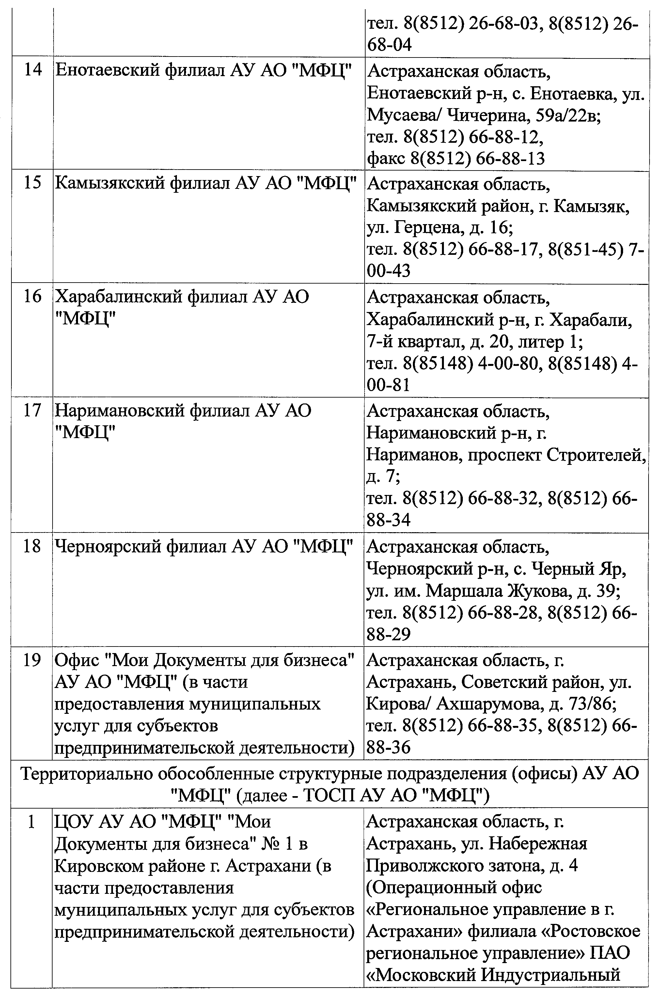 тел. 8(8512) 26-68-03, 8(8512) 26-
68-04
14
Енотаевский филиал АУ АО "МФЦ"
Астраханская область,
Енотаевский р-н, с. Енотаевка, ул.
Мусаева/ Чичерина, 59а/22в;
тел. 8(8512) 66-88-12,
факс 8(8512) 66-88-13
15
Камызякский филиал АУ АО "МФЦ"
Астраханская область,
Камызякский район, г. Камызяк,
ул. Герцена, д. 16;
тел. 8(8512) 66-88-17, 8(851-45) 7-
00-43
16
Харабалинский филиал АУ АО
"МФЦ"
Астраханская область,
Харабалинский р-н, г. Харабали,
7-й квартал, д. 20, литер 1;
тел. 8(85148) 4-00-80, 8(85148) 4-
00-81
17
Наримановский филиал АУ АО
"МФЦ"
Астраханская область,
Наримановский р-н, г.
Нариманов, проспект Строителей,
д. 7;
тел. 8(8512) 66-88-32, 8(8512) 66-
88-34
18
Черноярский филиал АУ АО "МФЦ"
Астраханская область,
Черноярский р-н, с. Черный Яр,
ул. им. Маршала Жукова, д. 39;
тел. 8(8512) 66-88-28, 8(8512) 66-
88-29
19
Офис "Мои Документы для бизнеса"
АУ АО "МФЦ" (в части
предоставления муниципальных
услуг для субъектов
предпринимательской деятельности)
Астраханская область, г.
Астрахань, Советский район, ул.
Кирова/ Ахшарумова, д. 73/86;
тел. 8(8512) 66-88-35, 8(8512) 66-
88-36
Территориально обособленные структурные подразделения (офисы) АУ АО
"МФЦ" (далее - ТОСП АУ АО "МФЦ")
1
ЦОУ АУ АО "МФЦ" "Мои
Документы для бизнеса" № 1 в
Кировском районе г. Астрахани (в
части предоставления
муниципальных услуг для субъектов
предпринимательской деятельности)
Астраханская область, г.
Астрахань, ул. Набережная
Приволжского затона, д. 4
(Операционный офис
«Региональное управление в г.
Астрахани» филиала «Ростовское
региональное управление» ПАО
«Московский Индустриальный